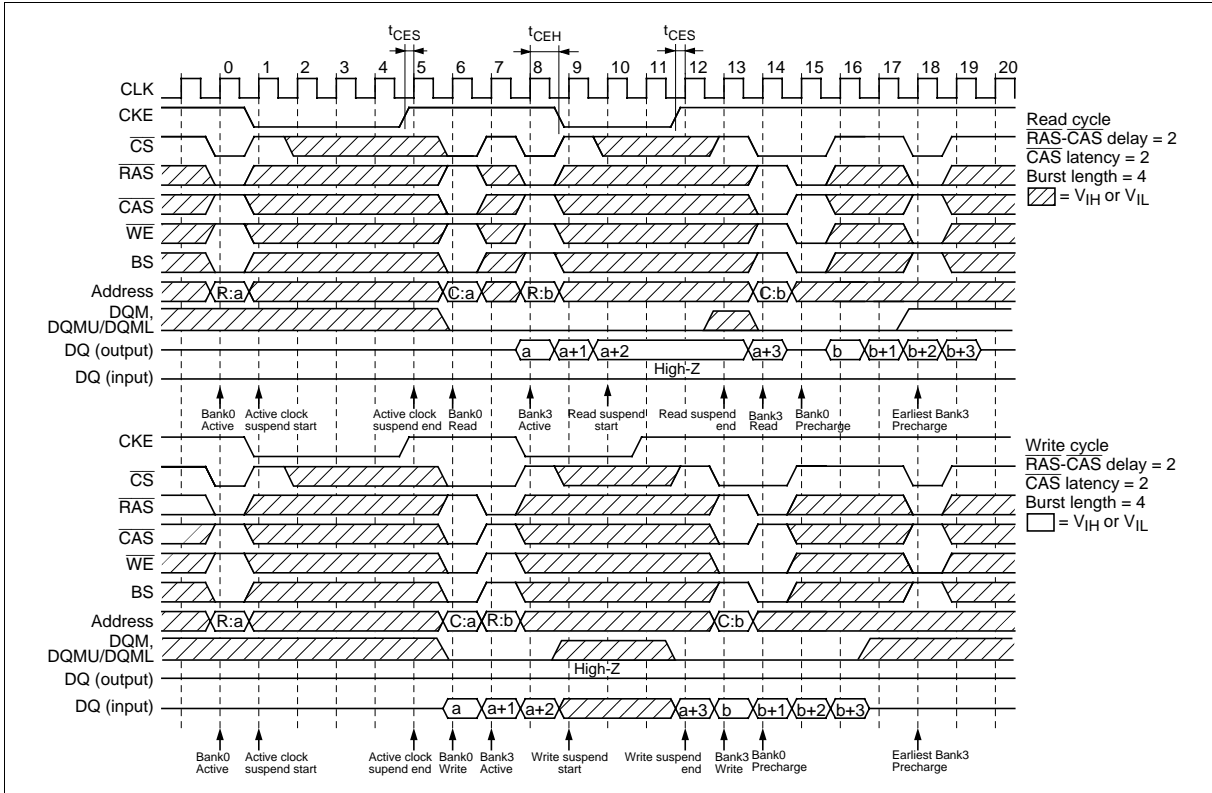 tCES tCEH tCES
0 1 2 3 4 5 6 7 8 9 10 11 12 13 14 15 16 17 18 19 20
CLK
CKE
CS
RAS
CAS
WE
BS
Address R:a C:a R:b C:b
DQM,
DQMU/DQML
DQ (output) a a+1 a+2 a+3 b b+1 b+2 b+3
High-Z
DQ (input)
Bank0
Active
Active clock
suspend start
Active clock
suspend end
Bank0
Read
Bank3
Active
Read suspend
start
Read suspend
end
Bank3
Read
Bank0
Precharge
Earliest Bank3
Precharge
Read cycle
RAS-CAS delay = 2
CAS latency = 2
Burst length = 4
= VIH or VIL
CKE
CS
RAS
CAS
WE
BS
Address R:a C:a R:b C:b
DQM,
DQMU/DQML
High-Z
DQ (output)
DQ (input) a a+1 a+2 a+3 b b+1 b+2 b+3
Bank0
Active
Active clock
suspend start
Active clock
supend end
Bank0
Write
Bank3
Active
Write suspend
start
Write suspend
end
Bank3
Write
Bank0
Precharge
Earliest Bank3
Precharge
Write cycle
RAS-CAS delay = 2
CAS latency = 2
Burst length = 4
= VIH or VIL